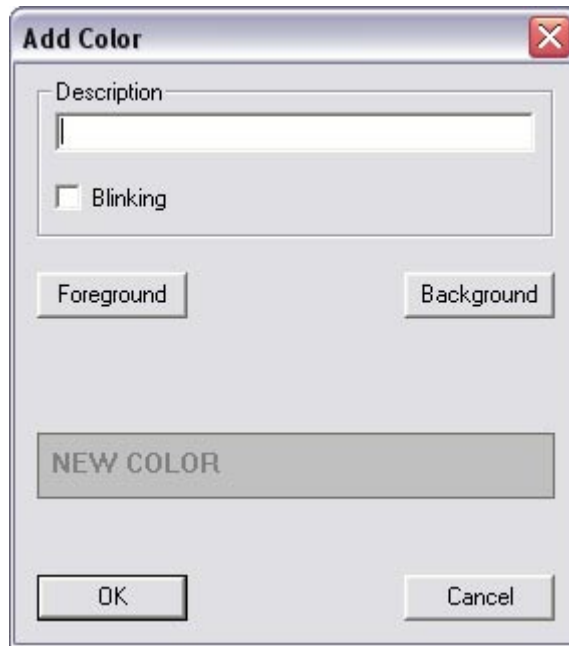 Add Color
Description
Blinking
Foreground Background
NEW COLOR
OK Cancel